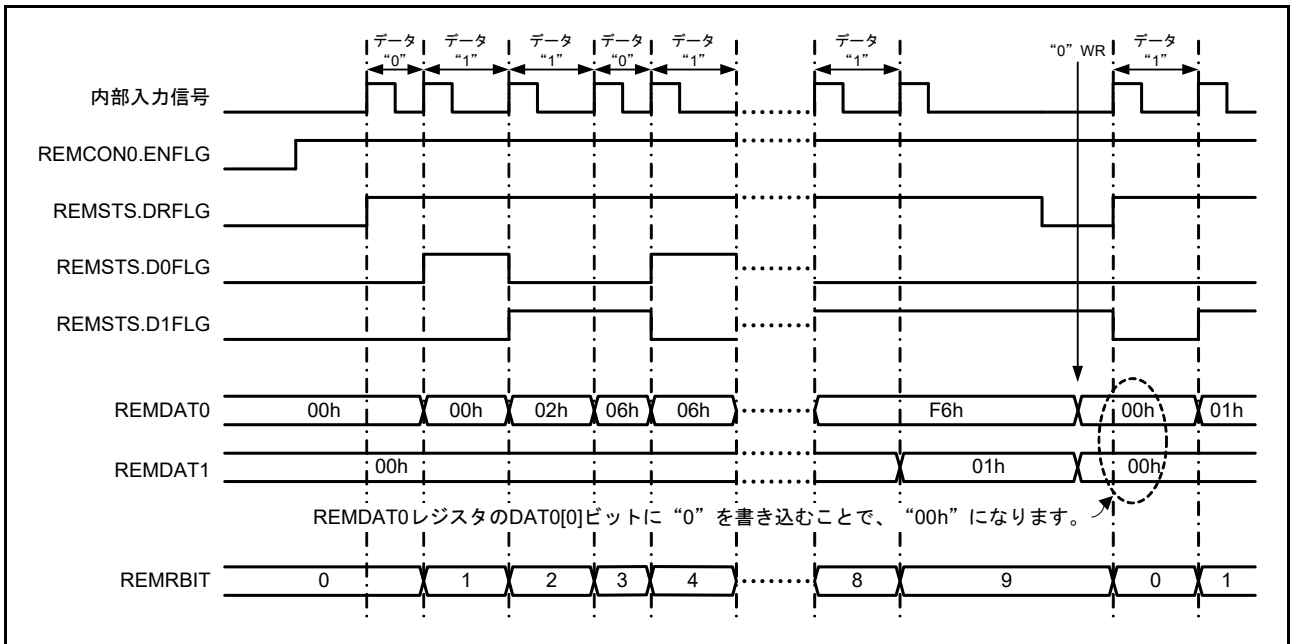 データ データ データ データ データ データ データ
“0” “1” “1” “0” “1” “1” “0” WR “1”
内部入力信号
REMCON0.ENFLG
REMSTS.DRFLG
REMSTS.D0FLG
REMSTS.D1FLG
REMDAT0 00h 00h 02h 06h 06h F6h 00h 01h
REMDAT1 00h 01h 00h
REMDAT0レジスタのDAT0[0]ビットに“0”を書き込むことで、“00h”になります。
REMRBIT 0 1 2 3 4 8 9 0 1